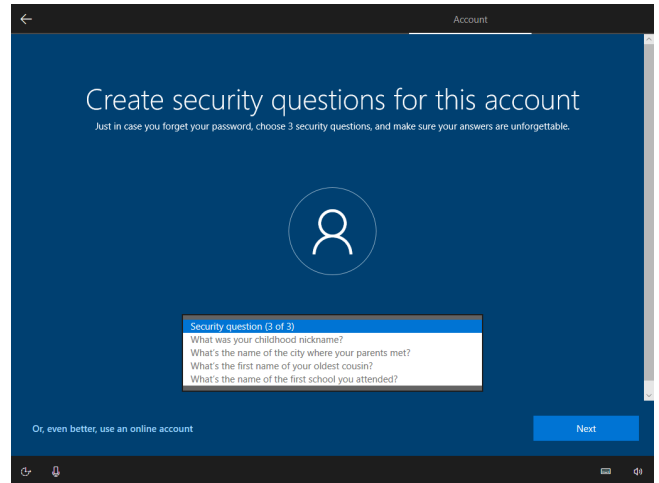 Account
Create security questions for this account
Just in case you forget your password, choose 3 security questions, and make sure your answers are unforgettable.
Security question (3 of 3)
What was your childhood nickname?
What's the name of the city where your parents met?
What's the first name of your oldest cousin?
What's the name of the first school you attended?
Or, even better, use an online account
Next